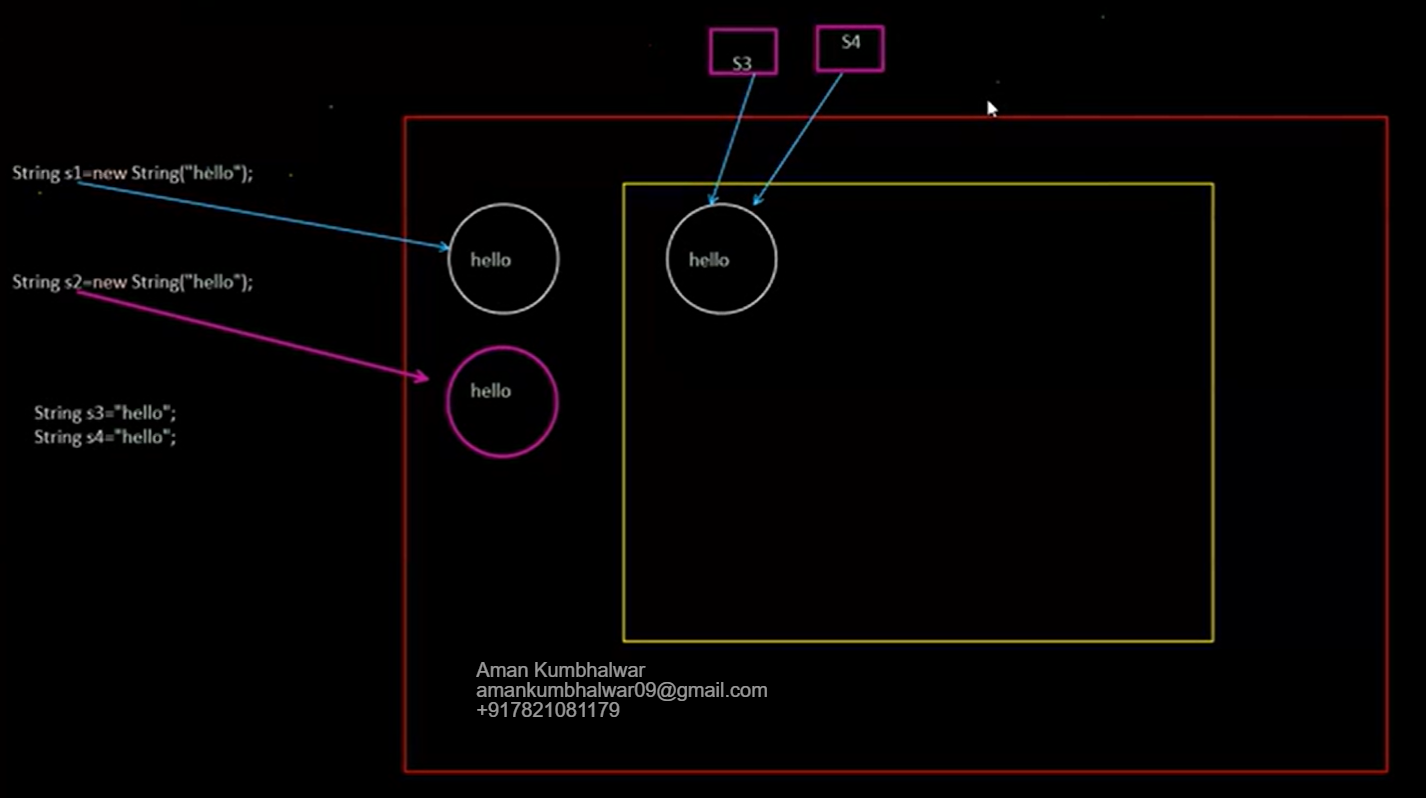 S3
S4
String s1=new String("hello");
hello
hello
String s2=new String("hello");
hello
String s3="hello";
String s4="hello";
Aman Kumbhalwar
amankumbhalwar09@gmail.com
+917821081179